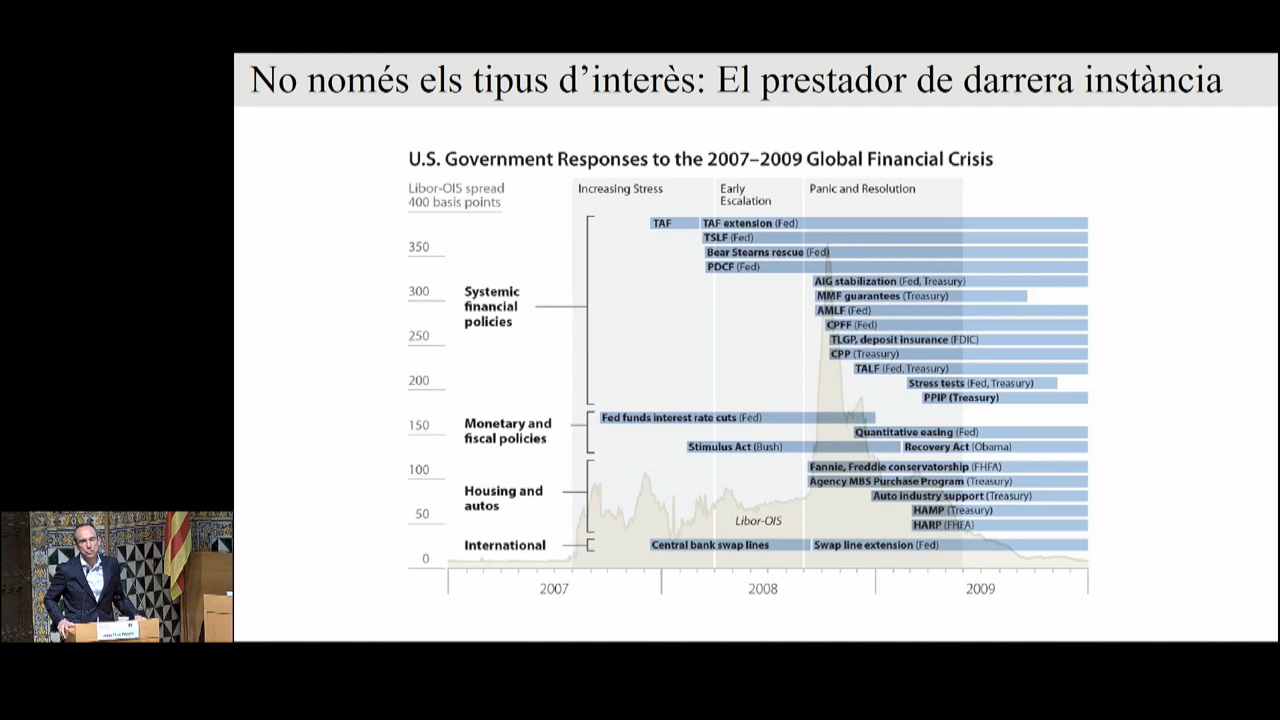 No només els tipus d’interès: El prestador de darrera instància
U.S. Government Responses to the 2007–2009 Global Financial Crisis
Libor-OIS spread
400 basis points
Increasing Stress
Early
Escalation
Panic and Resolution
350
300
250
200
150
100
50
0
Systemic
financial
policies
TAF
TAF extension (Fed)
TSLF (Fed)
Bear Stearns rescue (Fed)
PDCF (Fed)
AIG stabilization (Fed, Treasury)
MMF guarantees (Treasury)
AMLF (Fed)
CPFF (Fed)
TLGP, deposit insurance (FDIC)
CPP (Treasury)
TALF (Fed, Treasury)
Stress tests (Fed, Treasury)
PPIP (Treasury)
Monetary and
fiscal policies
Fed funds interest rate cuts (Fed)
Quantitative easing (Fed)
Stimulus Act (Bush)
Recovery Act (Obama)
Housing and
autos
Fannie, Freddie conservatorship (FHFA)
Agency MBS Purchase Program (Treasury)
Auto industry support (Treasury)
HAMP (Treasury)
HARP (FHFA)
Libor-OIS
International
Central bank swap lines
Swap line extension (Fed)
2007
2008
2009